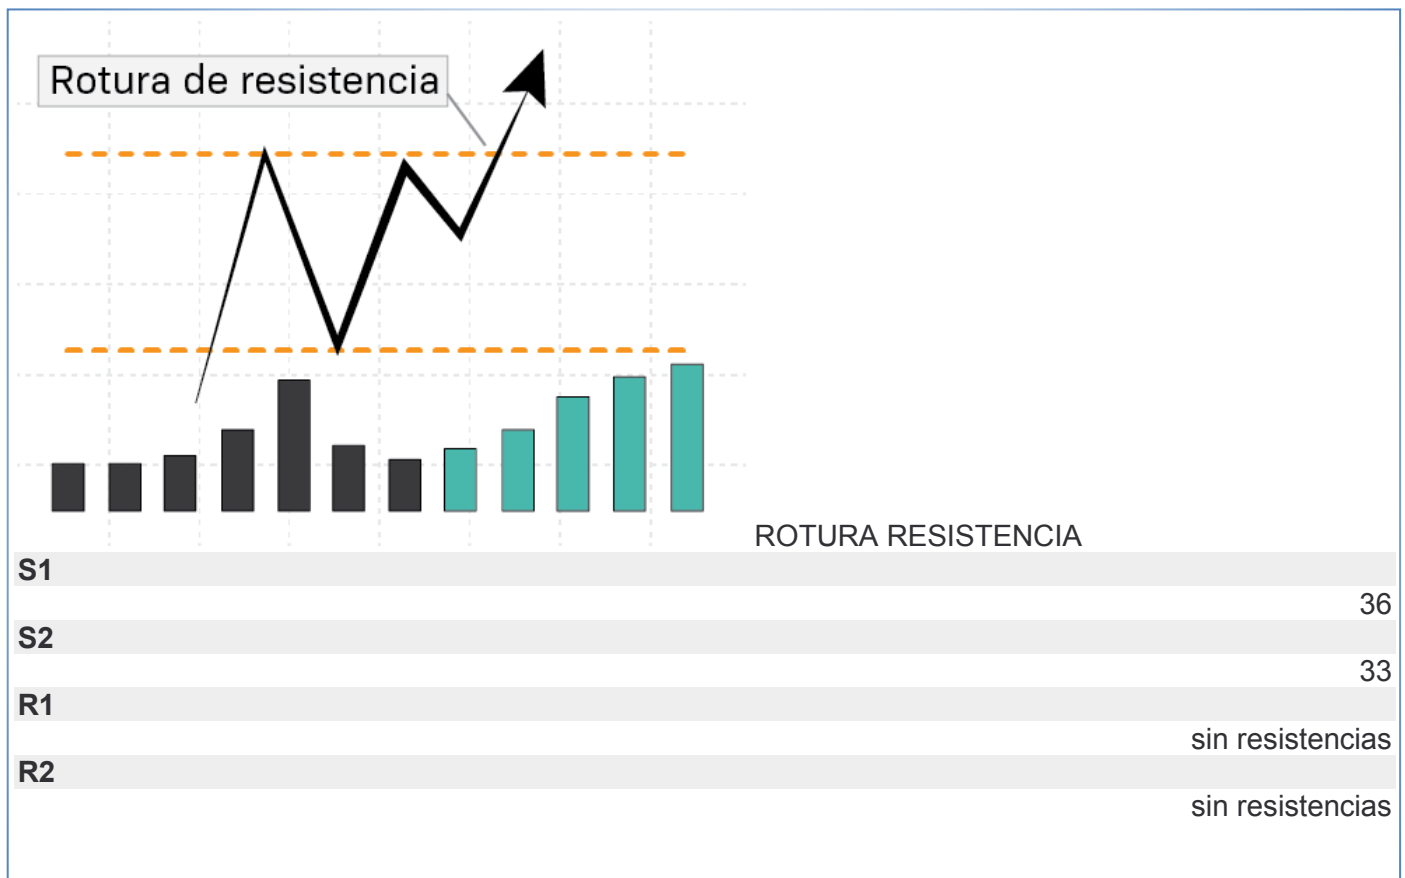 Rotura de resistencia
ROTURA RESISTENCIA
S1
36
S2
33
R1
sin resistencias
R2
sin resistencias